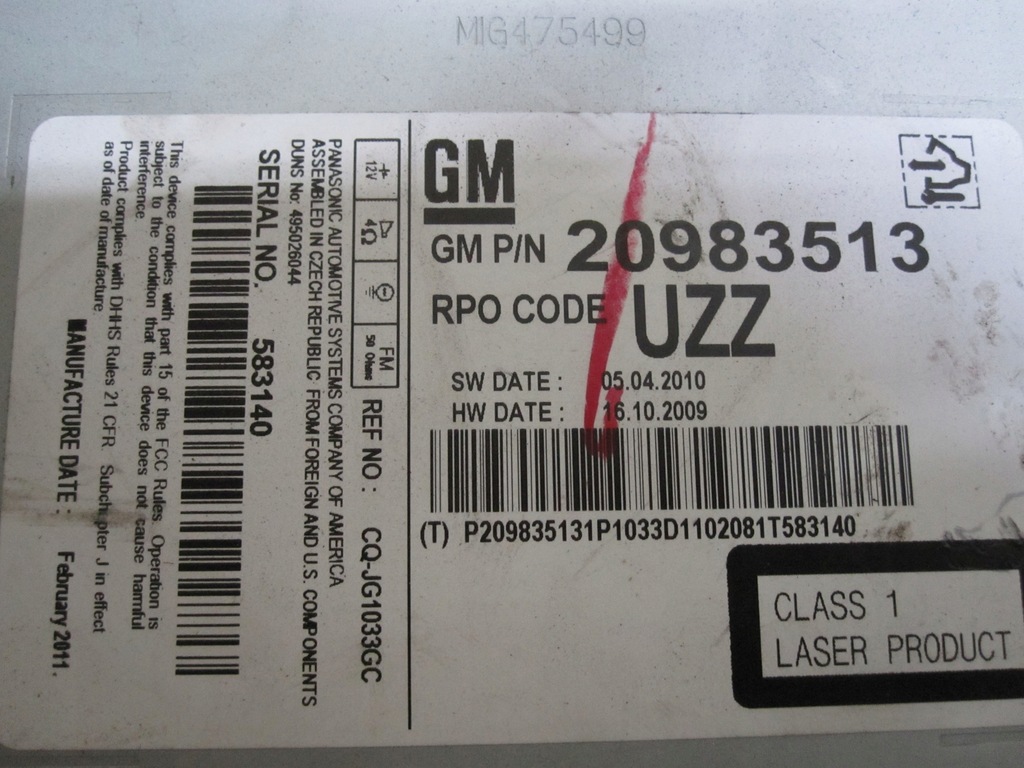 MIG475499
GM
GM P/N 20983513
RPO CODE UZZ
SW DATE : 05.04.2010
HW DATE : 16.10.2009
(T) P209835131P1033D1102081T583140
CLASS 1
LASER PRODUCT
+ 12V 4Ω FM 50 Ohms
REF NO : CQ-JG1033GC
PANASONIC AUTOMOTIVE SYSTEMS COMPANY OF AMERICA
ASSEMBLED IN CZECH REPUBLIC FROM FOREIGN AND U.S. COMPONENTS
DUNS No: 495026044
SERIAL NO. 583140
This device complies with part 15 of the FCC Rules. Operation is
subject to the condition that this device does not cause harmful
interference.
Product complies with DHHS Rules 21 CFR. Subchapter J in effect
as of date of manufacture.
MANUFACTURE DATE : February 2011.